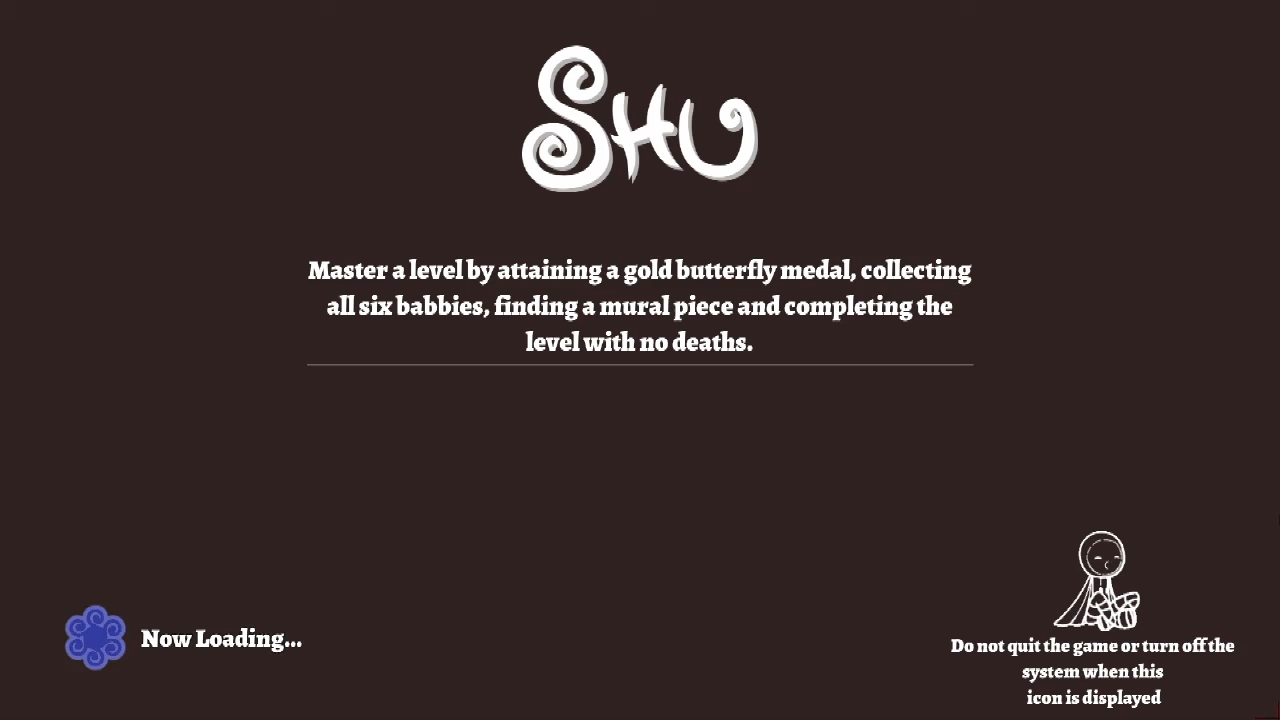 SHU
Master a level by attaining a gold butterfly medal, collecting
all six babbies, finding a mural piece and completing the
level with no deaths.
Now Loading...
Do not quit the game or turn off the
system when this
icon is displayed